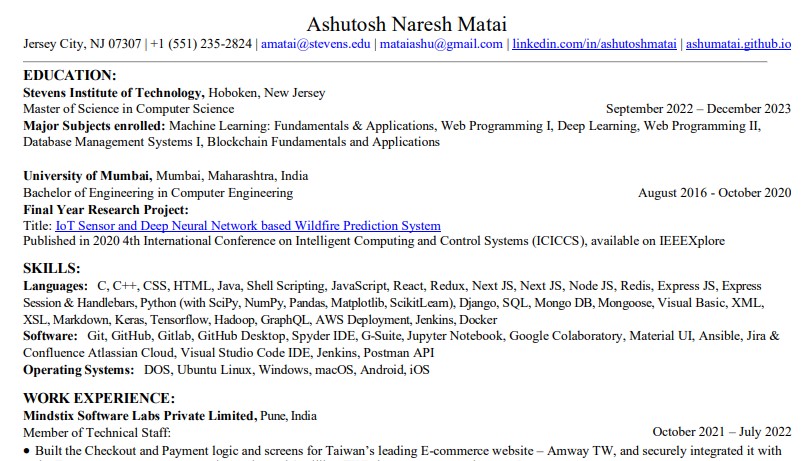 Ashutosh Naresh Matai
Jersey City, NJ 07307 | +1 (551) 235-2824 | amatai@stevens.edu | mataiashu@gmail.com | linkedin.com/in/ashutoshmatai | ashumatai.github.io
EDUCATION:
Stevens Institute of Technology, Hoboken, New Jersey
Master of Science in Computer Science September 2022 – December 2023
Major Subjects enrolled: Machine Learning: Fundamentals & Applications, Web Programming I, Deep Learning, Web Programming II,
Database Management Systems I, Blockchain Fundamentals and Applications
University of Mumbai, Mumbai, Maharashtra, India
Bachelor of Engineering in Computer Engineering August 2016 - October 2020
Final Year Research Project:
Title: IoT Sensor and Deep Neural Network based Wildfire Prediction System
Published in 2020 4th International Conference on Intelligent Computing and Control Systems (ICICCS), available on IEEEXplore
SKILLS:
Languages: C, C++, CSS, HTML, Java, Shell Scripting, JavaScript, React, Redux, Next JS, Next JS, Node JS, Redis, Express JS, Express
Session & Handlebars, Python (with SciPy, NumPy, Pandas, Matplotlib, ScikitLearn), Django, SQL, Mongo DB, Mongoose, Visual Basic, XML,
XSL, Markdown, Keras, Tensorflow, Hadoop, GraphQL, AWS Deployment, Jenkins, Docker
Software: Git, GitHub, Gitlab, GitHub Desktop, Spyder IDE, G-Suite, Jupyter Notebook, Google Colaboratory, Material UI, Ansible, Jira &
Confluence Atlassian Cloud, Visual Studio Code IDE, Jenkins, Postman API
Operating Systems: DOS, Ubuntu Linux, Windows, macOS, Android, iOS
WORK EXPERIENCE:
Mindstix Software Labs Private Limited, Pune, India
Member of Technical Staff: October 2021 – July 2022
• Built the Checkout and Payment logic and screens for Taiwan's leading E-commerce website – Amway TW, and securely integrated it with